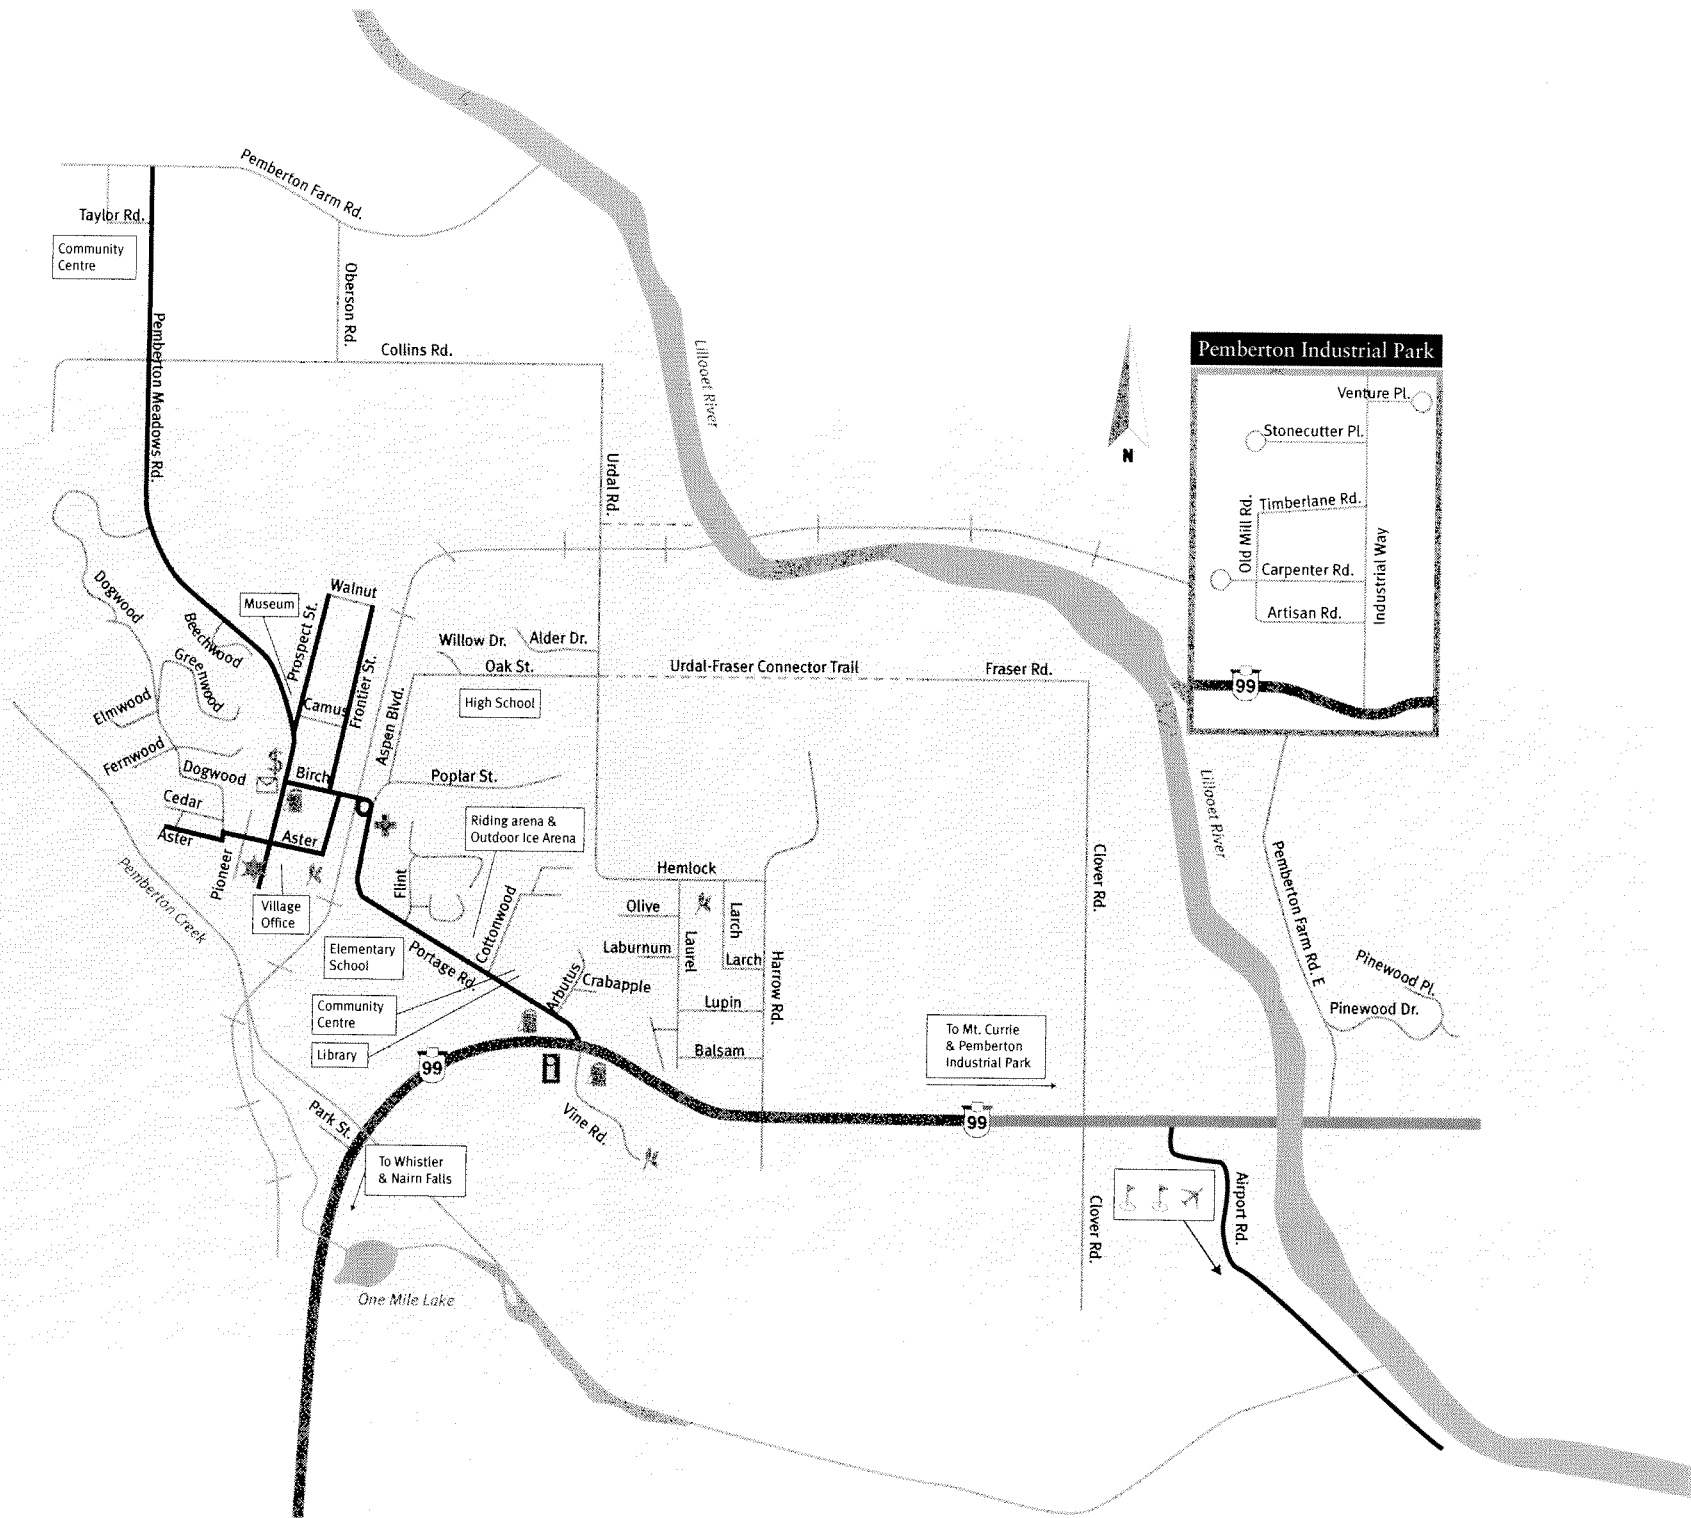 Pemberton Farm Rd.
Taylor Rd.
Community
Centre
Oberson Rd.
Pemberton Meadows Rd.
Collins Rd.
Lillooet River
Urdal Rd.
N
Pemberton Industrial Park
Venture Pl.
Stonecutter Pl.
Old Mill Rd.
Timberlane Rd.
Industrial Way
Carpenter Rd.
Artisan Rd.
99
Dogwood
Beechwood
Museum
Walnut
Prospect St.
Greenwood
Willow Dr.
Alder Dr.
Oak St.
Urdal-Fraser Connector Trail
Fraser Rd.
Elmwood
Camus
Frontier St.
Aspen Blvd.
High School
Fernwood
Dogwood
$
Birch
Poplar St.
Cedar
Aster
Aster
Riding arena &
Outdoor Ice Arena
Lillooet River
Pioneer
Flint
Hemlock
Clover Rd.
Pemberton Farm Rd. E
Pemberton Creek
Village
Office
Cottonwood
Olive
Larch
Elementary
School
Portage Rd.
Laburnum
Laurel
Larch
Harrow Rd.
Arbutus
Crabapple
Pinewood Pl.
Pinewood Dr.
Community
Centre
Lupin
Library
Balsam
To Mt. Currie
& Pemberton
Industrial Park
99
i
99
Park St.
Vine Rd.
To Whistler
& Nairn Falls
Clover Rd.
Airport Rd.
One Mile Lake